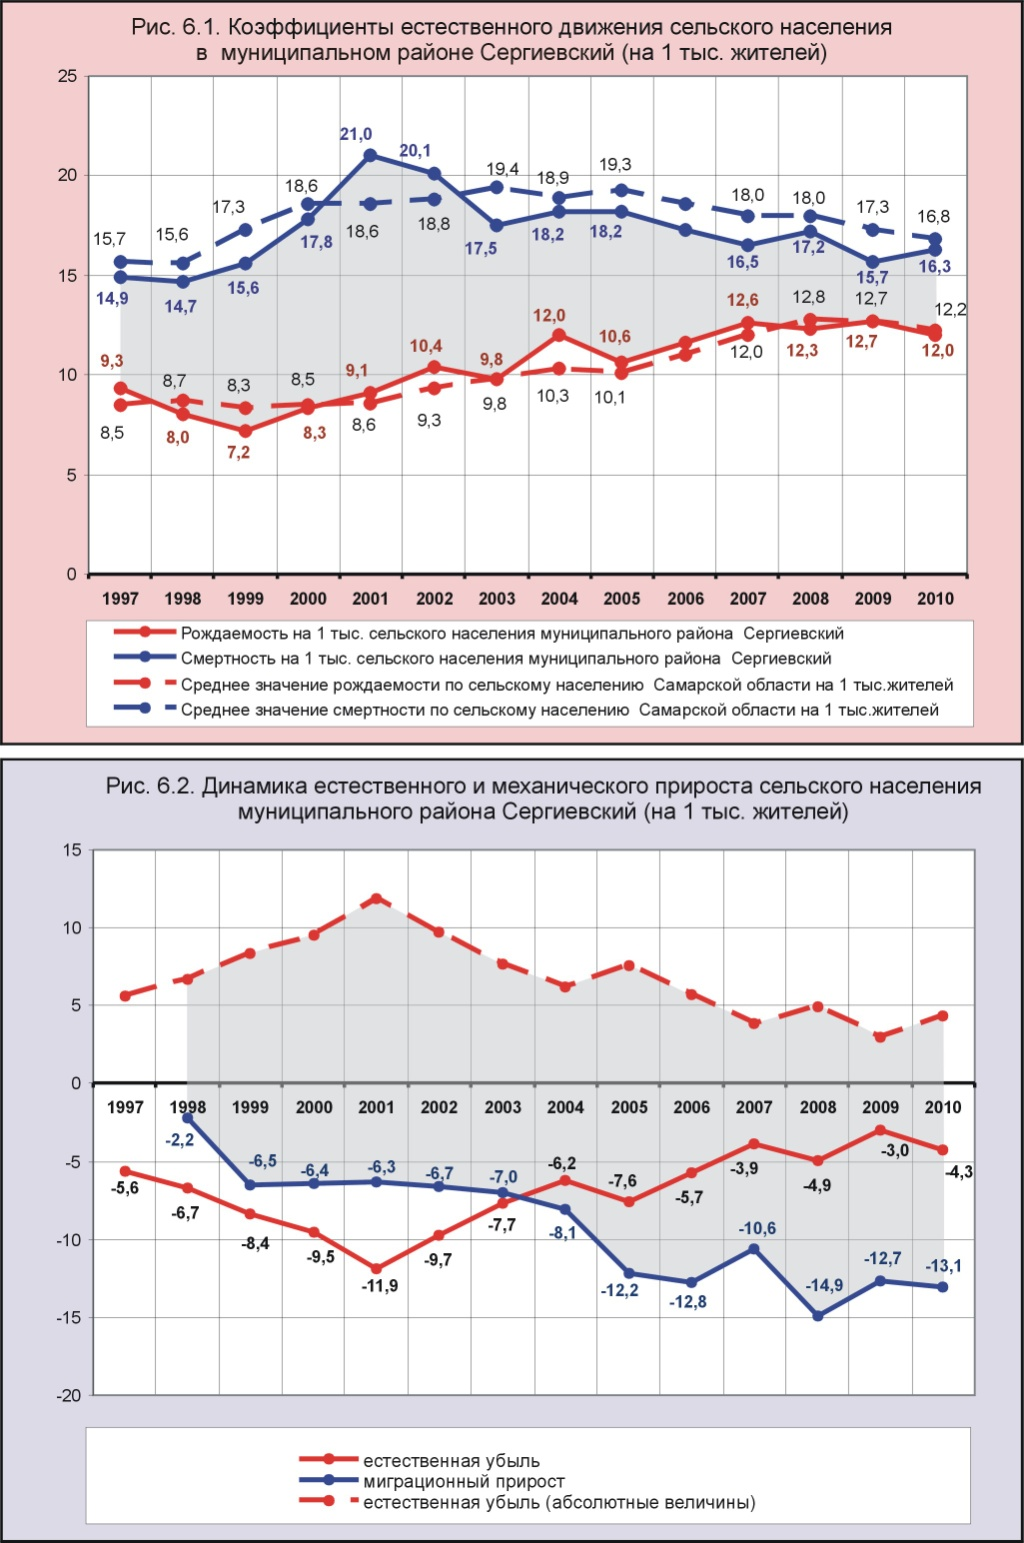 Рис. 6.1. Коэффициенты естественного движения сельского населения
в муниципальном районе Сергиевский (на 1 тыс. жителей)
25
20
15
10
5
0
15,7 15,6 17,3 18,6 18,6 18,8 19,4 18,9 19,3 18,0 18,0 17,3 16,8
14,9 14,7 15,6 17,8 21,0 20,1 17,5 18,2 18,2 16,5 17,2 15,7 16,3
9,3 8,0 7,2 8,3 9,1 10,4 9,8 12,0 10,6 12,6 12,3 12,7 12,0
8,5 8,7 8,3 8,5 8,6 9,3 9,8 10,3 10,1 12,0 12,8 12,7 12,2
1997 1998 1999 2000 2001 2002 2003 2004 2005 2006 2007 2008 2009 2010
Рождаемость на 1 тыс. сельского населения муниципального района Сергиевский
Смертность на 1 тыс. сельского населения муниципального района Сергиевский
Среднее значение рождаемости по сельскому населению Самарской области на 1 тыс.жителей
Среднее значение смертности по сельскому населению Самарской области на 1 тыс.жителей
Рис. 6.2. Динамика естественного и механического прироста сельского населения
муниципального района Сергиевский (на 1 тыс. жителей)
15
10
5
0
-5
-10
-15
-20
1997 1998 1999 2000 2001 2002 2003 2004 2005 2006 2007 2008 2009 2010
-2,2 -6,5 -6,4 -6,3 -6,7 -7,0 -8,1 -12,2 -12,8 -10,6 -14,9 -12,7 -13,1
-5,6 -6,7 -8,4 -9,5 -11,9 -9,7 -7,7 -6,2 -7,6 -5,7 -3,9 -4,9 -3,0 -4,3
естественная убыль
миграционный прирост
естественная убыль (абсолютные величины)